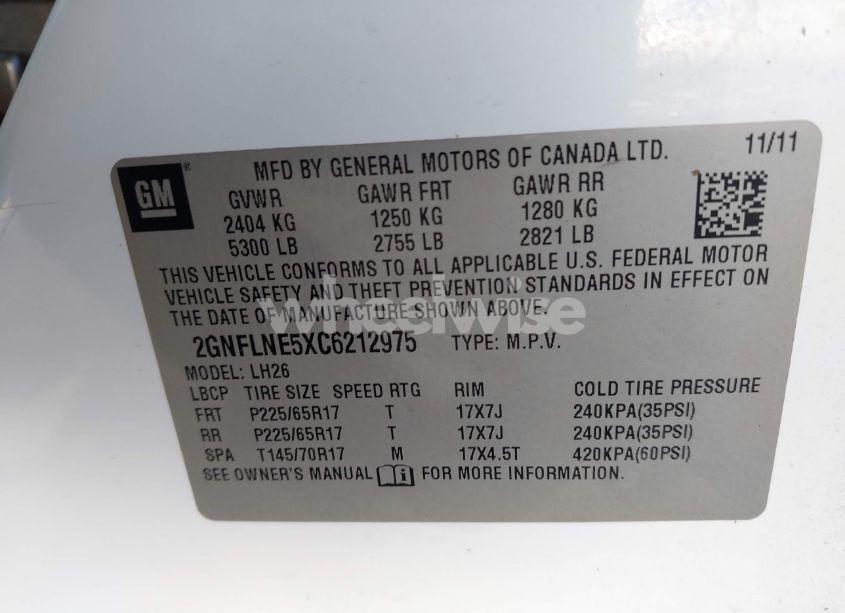 GM ® MFD BY GENERAL MOTORS OF CANADA LTD. 11/11
GVWR GAWR FRT GAWR RR
2404 KG 1250 KG 1280 KG
5300 LB 2755 LB 2821 LB
THIS VEHICLE CONFORMS TO ALL APPLICABLE U.S. FEDERAL MOTOR
VEHICLE SAFETY AND THEFT PREVENTION STANDARDS IN EFFECT ON
THE DATE OF MANUFACTURE SHOWN ABOVE.
wheelwise
2GNFLNE5XC6212975 TYPE: M.P.V.
MODEL: LH26
LBCP TIRE SIZE SPEED RTG RIM COLD TIRE PRESSURE
FRT P225/65R17 T 17X7J 240KPA(35PSI)
RR P225/65R17 T 17X7J 240KPA(35PSI)
SPA T145/70R17 M 17X4.5T 420KPA(60PSI)
SEE OWNER'S MANUAL FOR MORE INFORMATION.